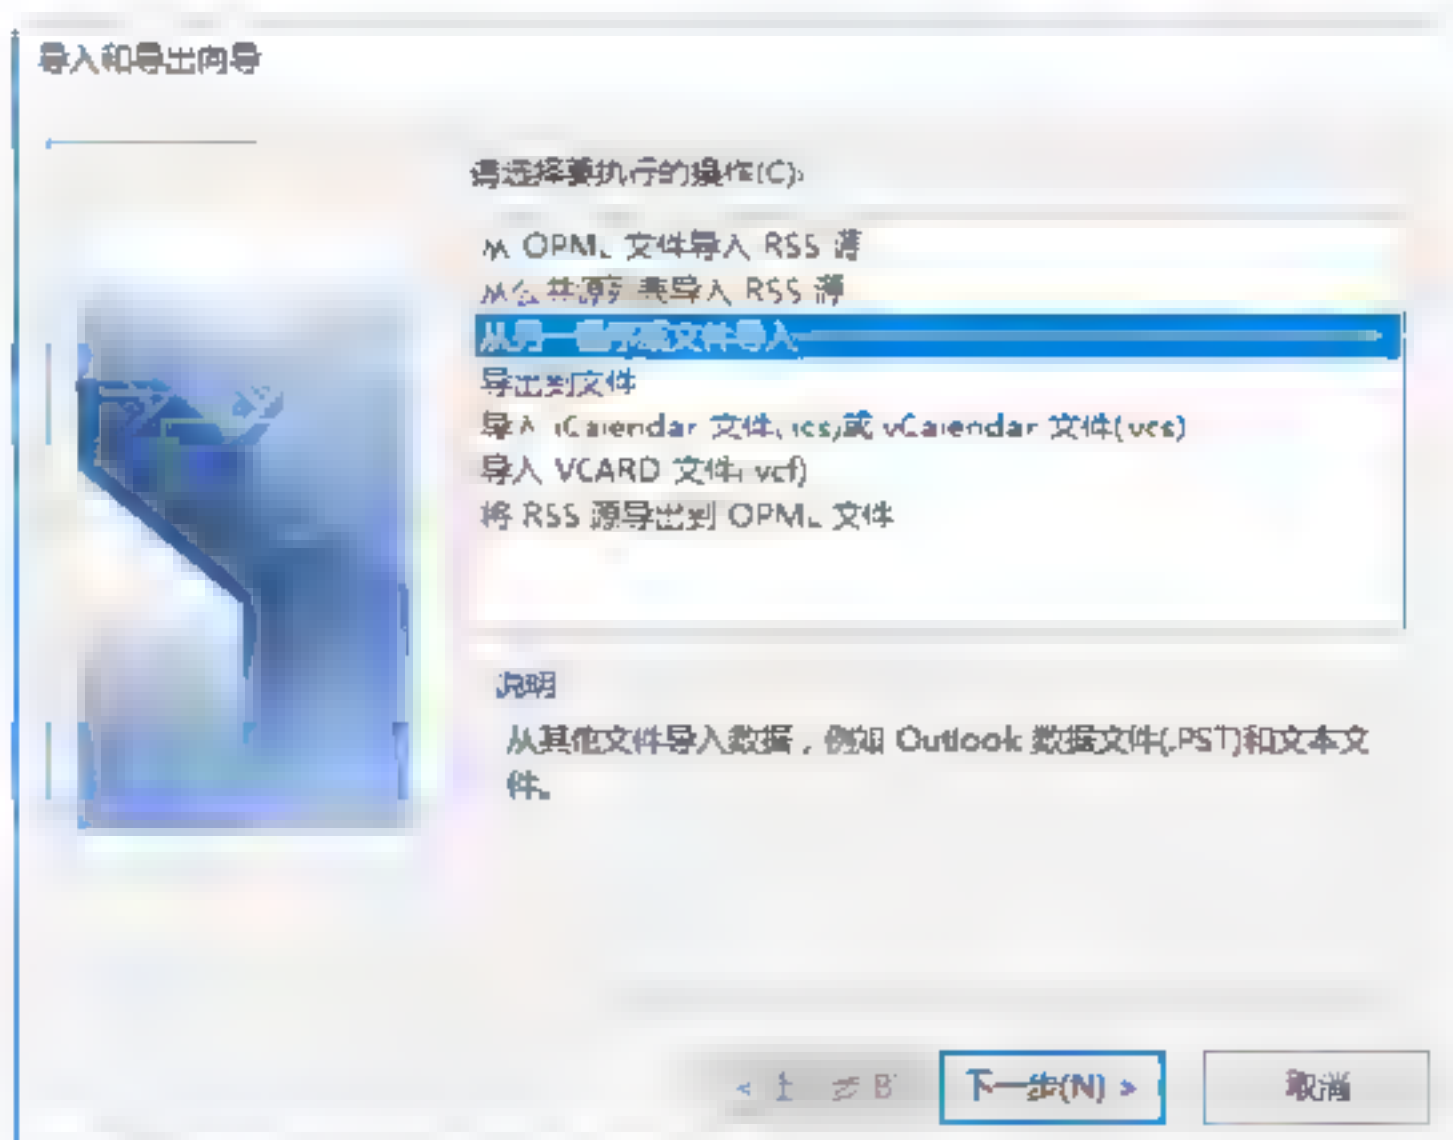 导入和导出向导
请选择要执行的操作(C):
从 OPML 文件导入 RSS 源
从公共源列表导入 RSS 源
从另一程序或文件导入
导出到文件
导入 iCalendar 文件(.ics)或 vCalendar 文件(.vcs)
导入 VCARD 文件(.vcf)
将 RSS 源导出到 OPML 文件
说明
从其他文件导入数据，例如 Outlook 数据文件(.PST)和文本文
件。
< 上一步(B) 下一步(N) > 取消